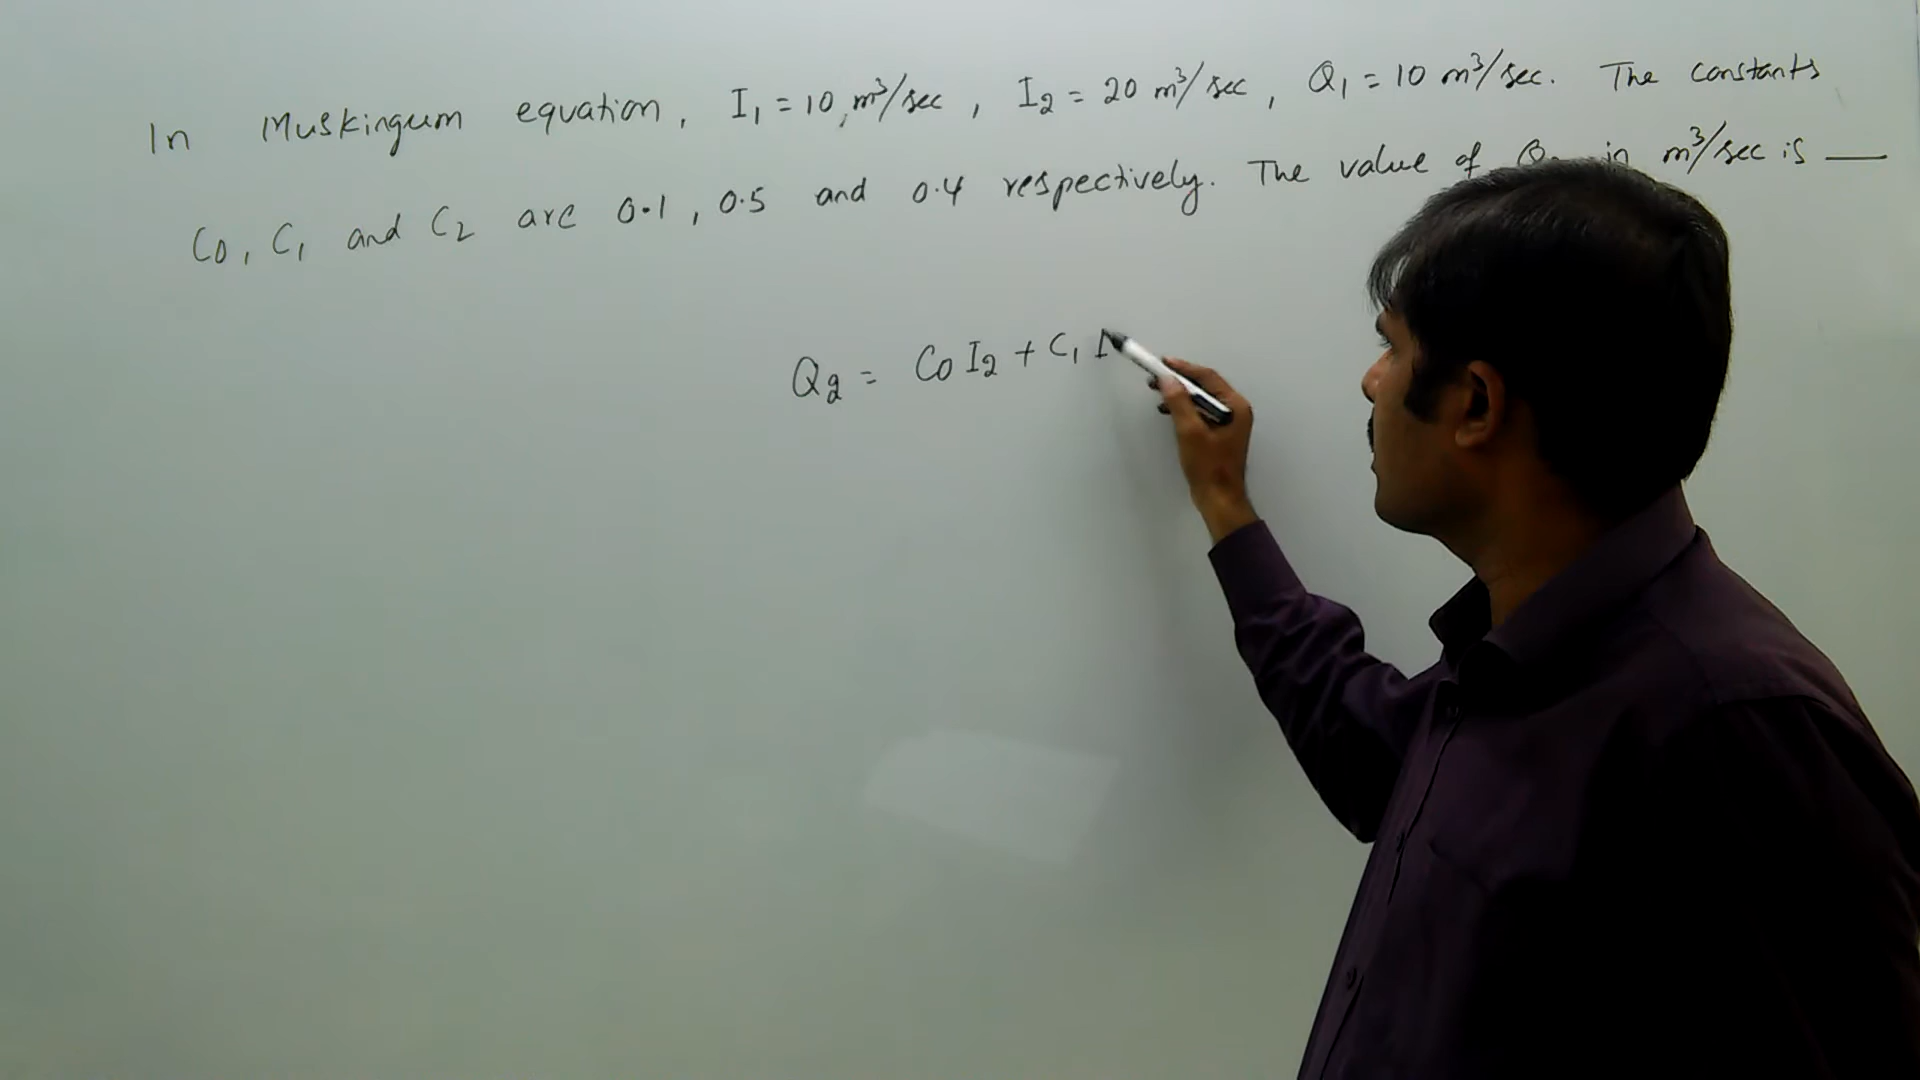 In Muskingum equation, I₁ = 10 m³/sec, I₂ = 20 m³/sec, Q₁ = 10 m³/sec. The constants
C0, C₁ and C₂ are 0.1, 0.5 and 0.4 respectively. The value of in m³/sec is —
Q₂ = C0 I₂ + C₁ I